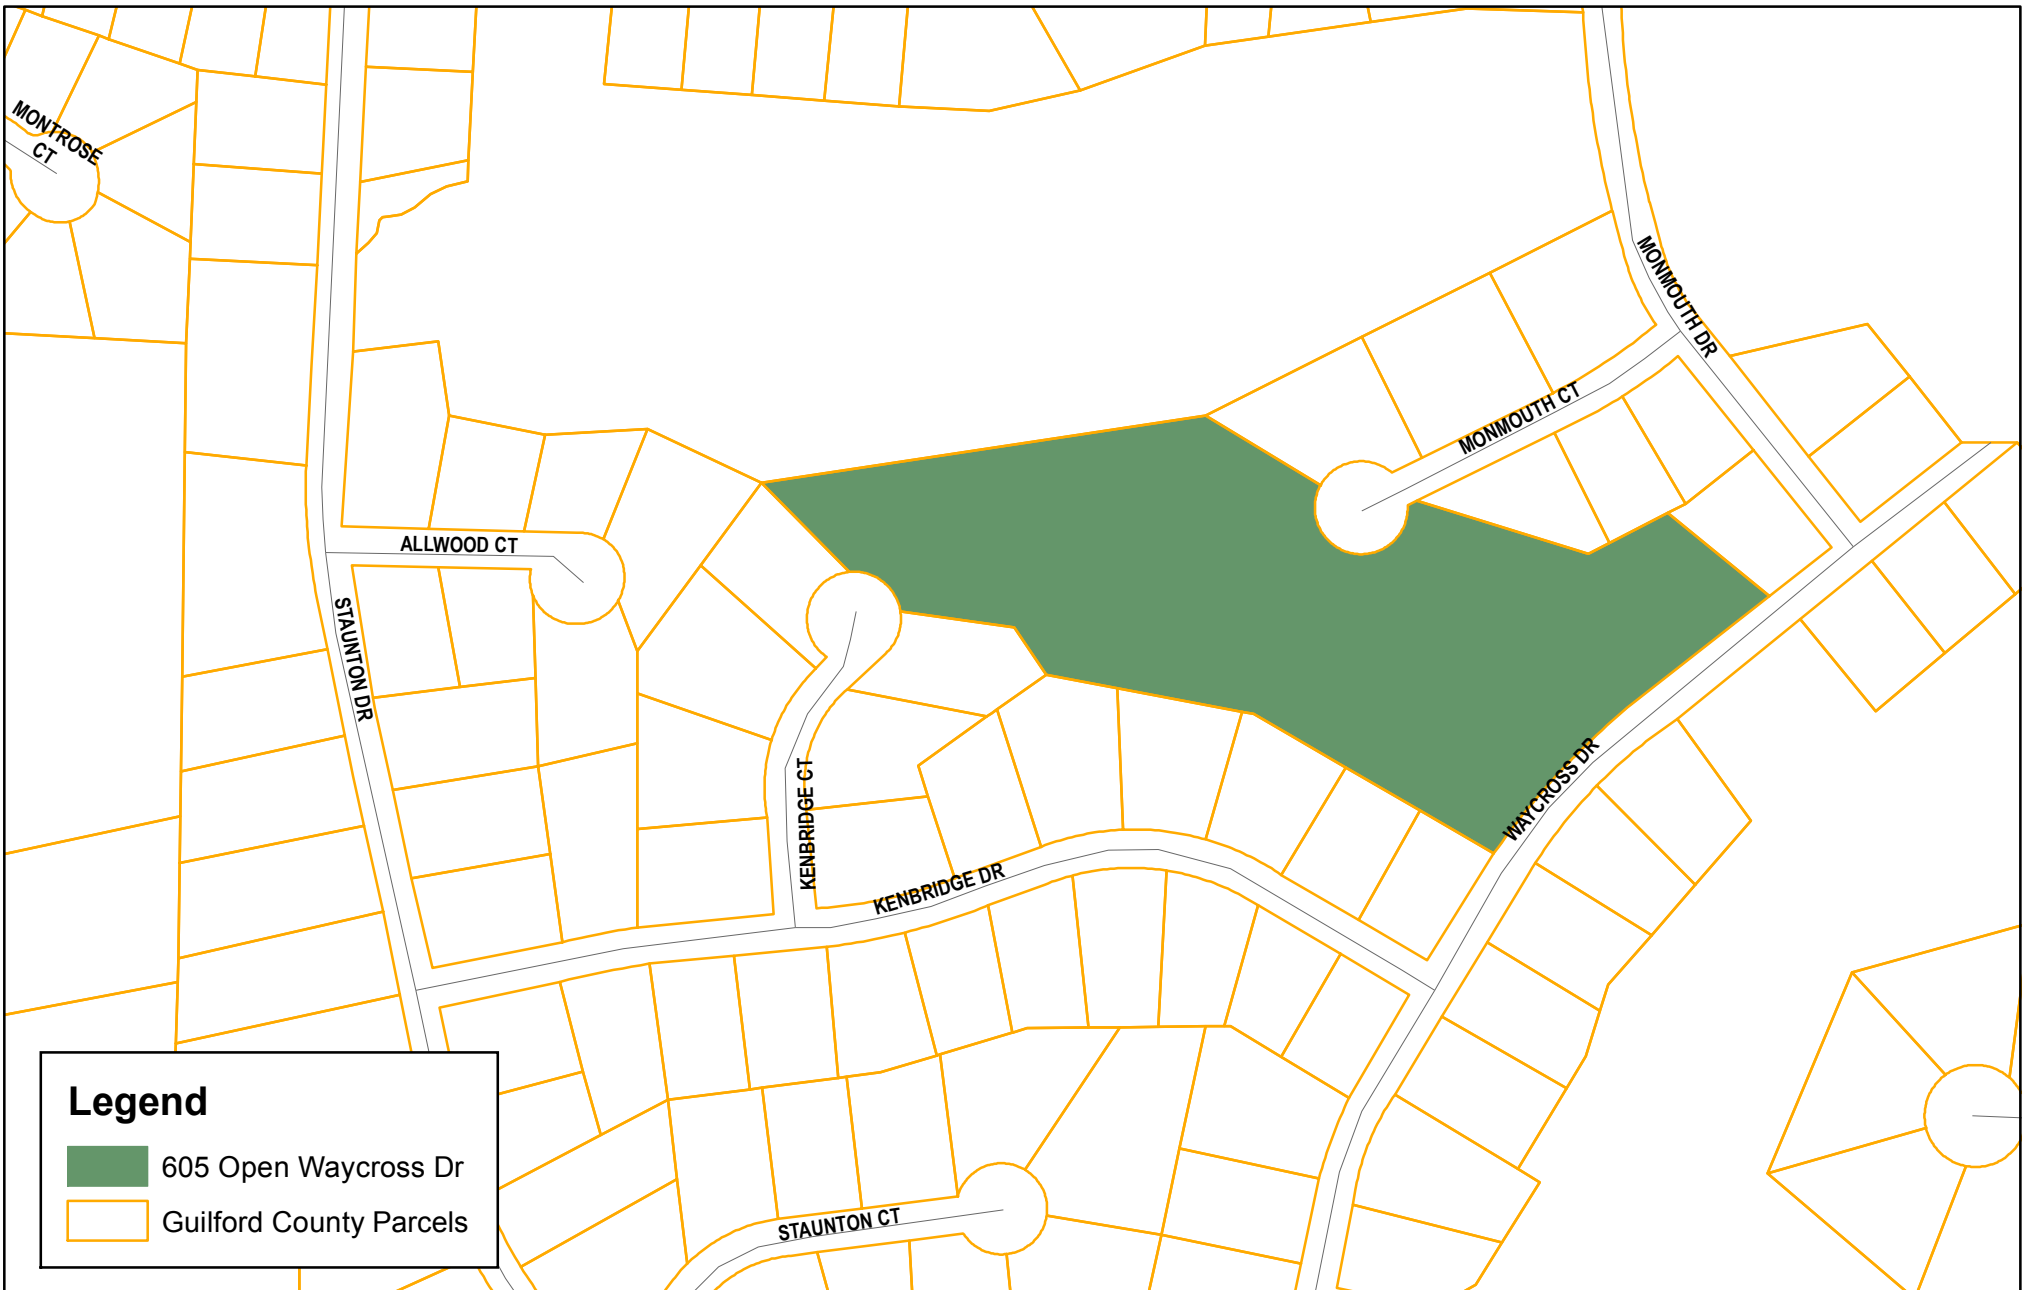 MONTROSE
CT
MONMOUTH DR
MONMOUTH CT
ALLWOOD CT
STAUNTON DR
KENBRIDGE CT
WAYCROSS DR
KENBRIDGE DR
STAUNTON CT
Legend
605 Open Waycross Dr
Guilford County Parcels